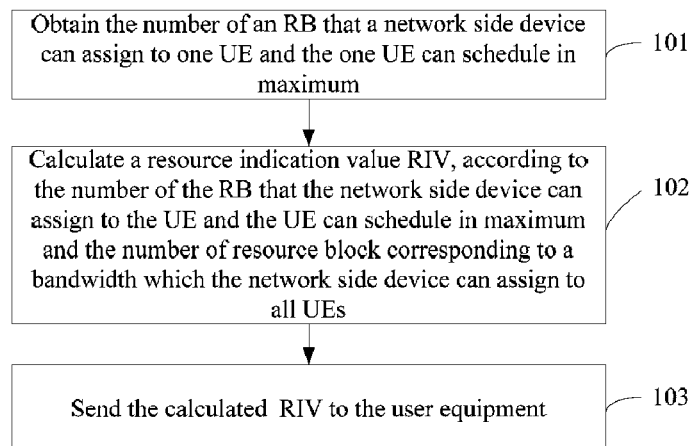 Obtain the number of an RB that a network side device
can assign to one UE and the one UE can schedule in
maximum
101
Calculate a resource indication value RIV, according to
the number of the RB that the network side device can
assign to the UE and the UE can schedule in maximum
and the number of resource block corresponding to a
bandwidth which the network side device can assign to
all UEs
102
Send the calculated RIV to the user equipment
103